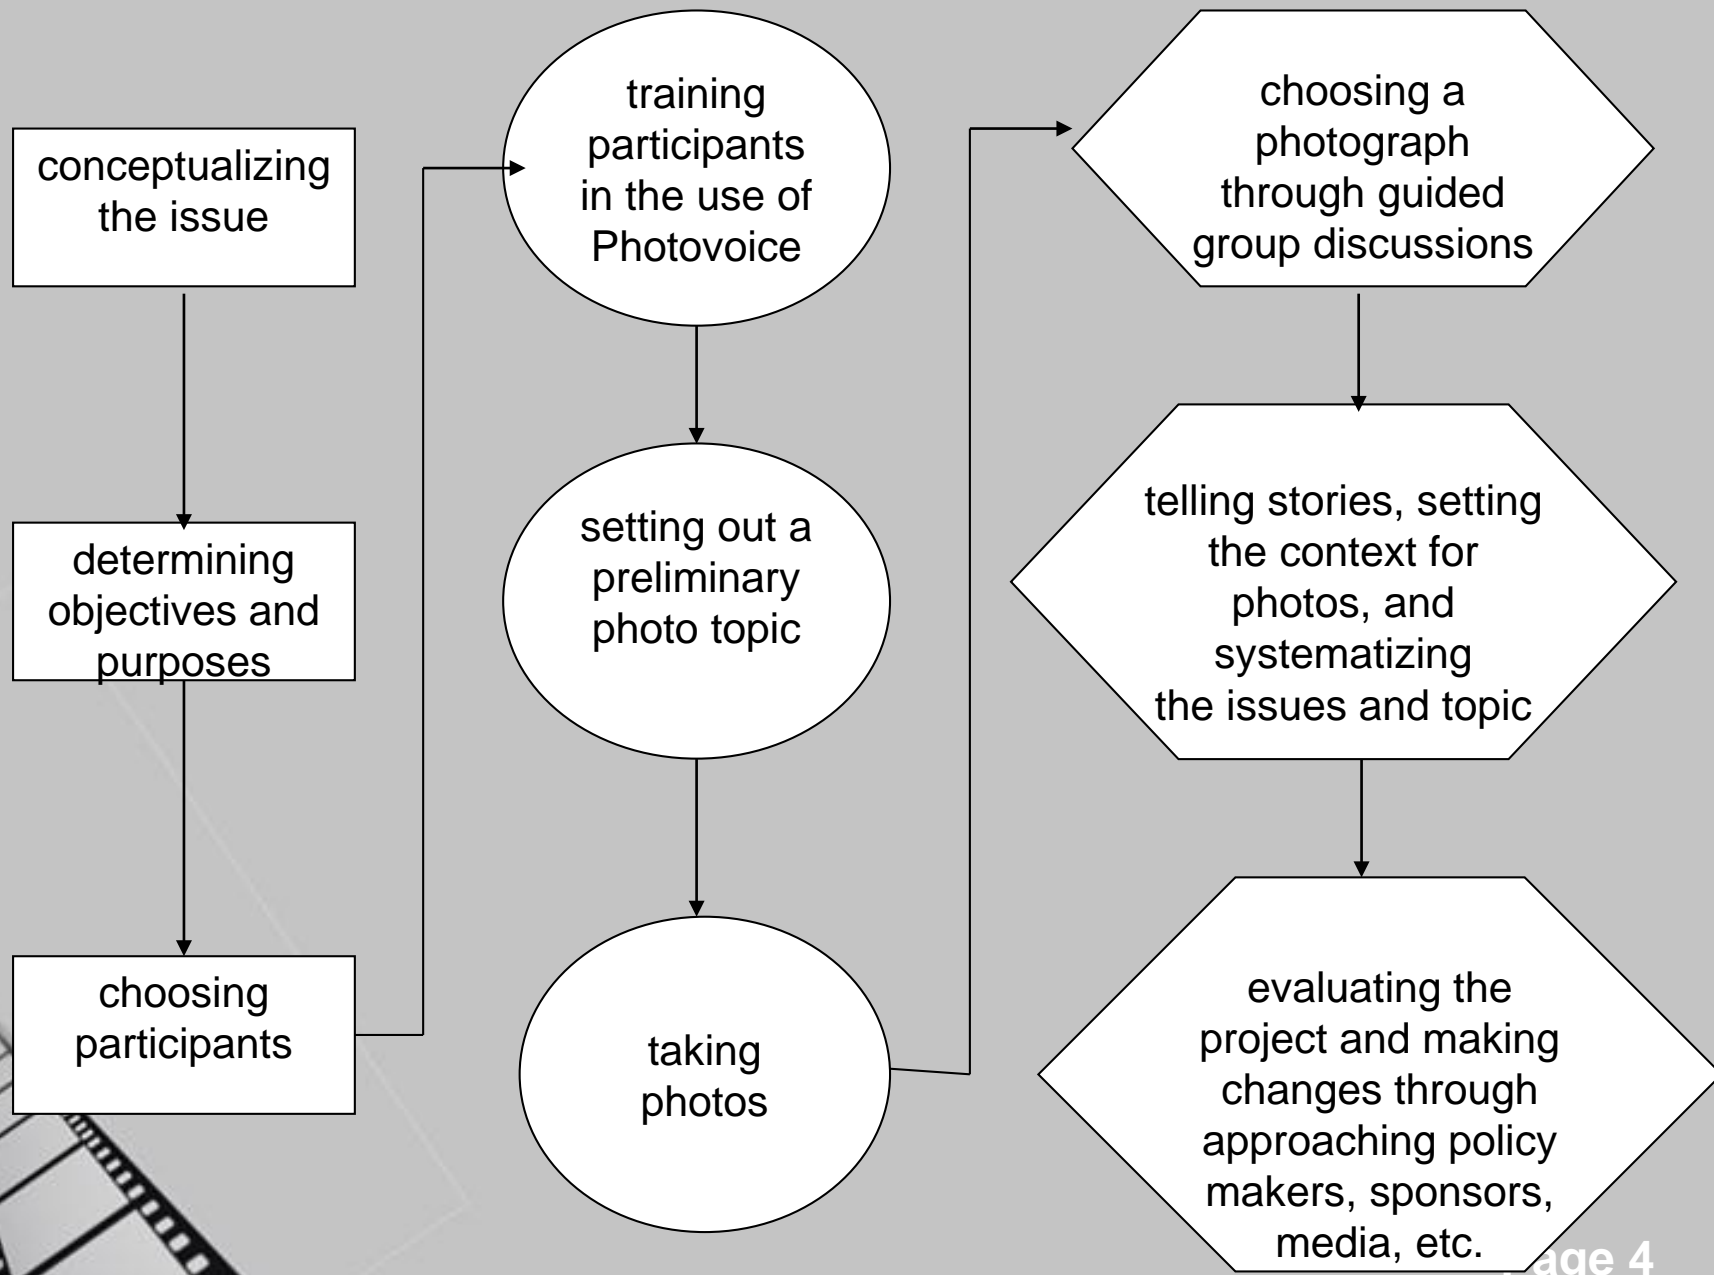 conceptualizing
the issue
determining
objectives and
purposes
choosing
participants
training
participants
in the use of
Photovoice
setting out a
preliminary
photo topic
taking
photos
choosing a
photograph
through guided
group discussions
telling stories, setting
the context for
photos, and
systematizing
the issues and topic
evaluating the
project and making
changes through
approaching policy
makers, sponsors,
media, etc.
Page 4